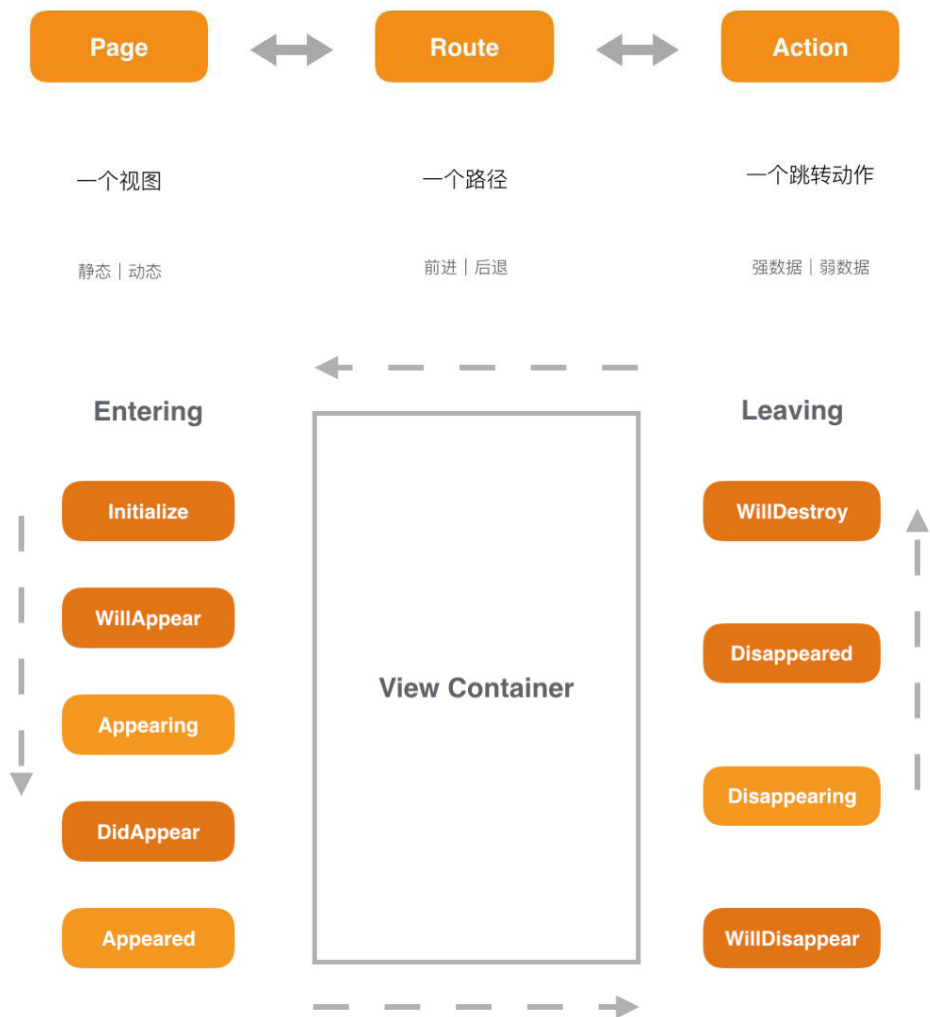 Page
Route
Action
一个视图
一个路径
一个跳转动作
静态｜动态
前进｜后退
强数据｜弱数据
Entering
Leaving
Initialize
WillAppear
Appearing
DidAppear
Appeared
View Container
WillDestroy
Disappeared
Disappearing
WillDisappear